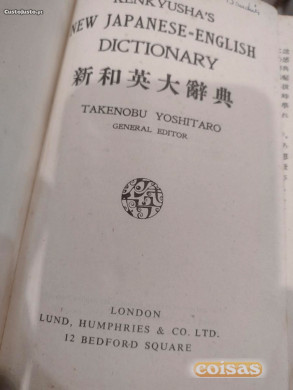 KENKYUSHA'S
NEW JAPANESE-ENGLISH
DICTIONARY
新和英大辭典
TAKENOBU YOSHITARO
GENERAL EDITOR
LONDON
LUND, HUMPHRIES & CO. LTD.
12 BEDFORD SQUARE
coisas